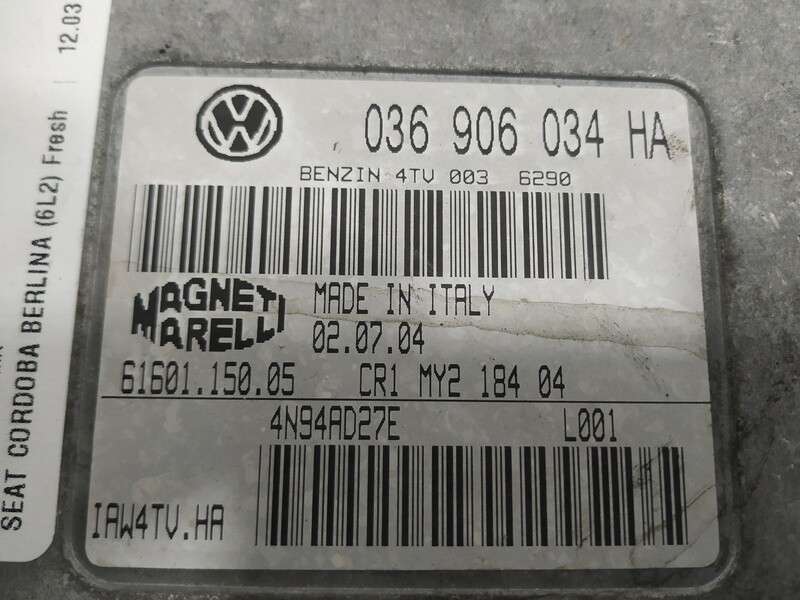 SEAT CORDOBA BERLINA (6L2) Fresh | 12.03
036 906 034 HA
BENZIN 4TV 003 6290
MAGNETI MARELLI
MADE IN ITALY
02.07.04
61601.150.05 CR1 MY2 184 04
4N94AD27E L001
IAW4TV.HA